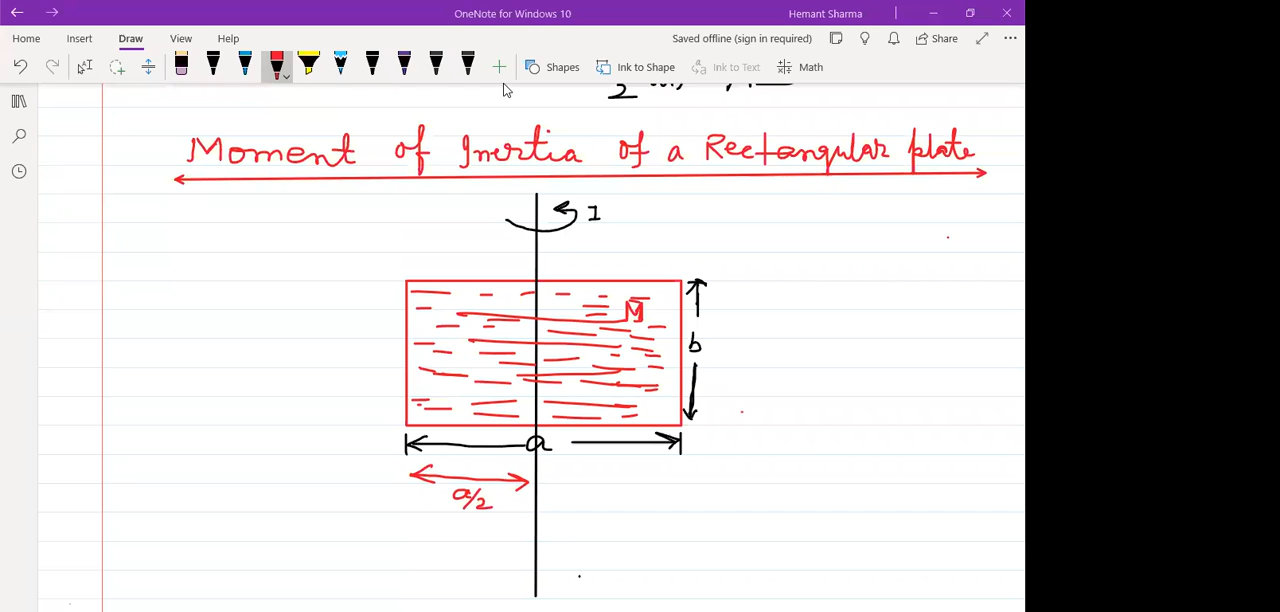 OneNote for Windows 10
Hemant Sharma
Home Insert Draw View Help
Saved offline (sign in required)
Share
Shapes
Ink to Shape
Ink to Text
Math
Moment of Inertia of a Rectangular plate
I
M
b
a
a/2